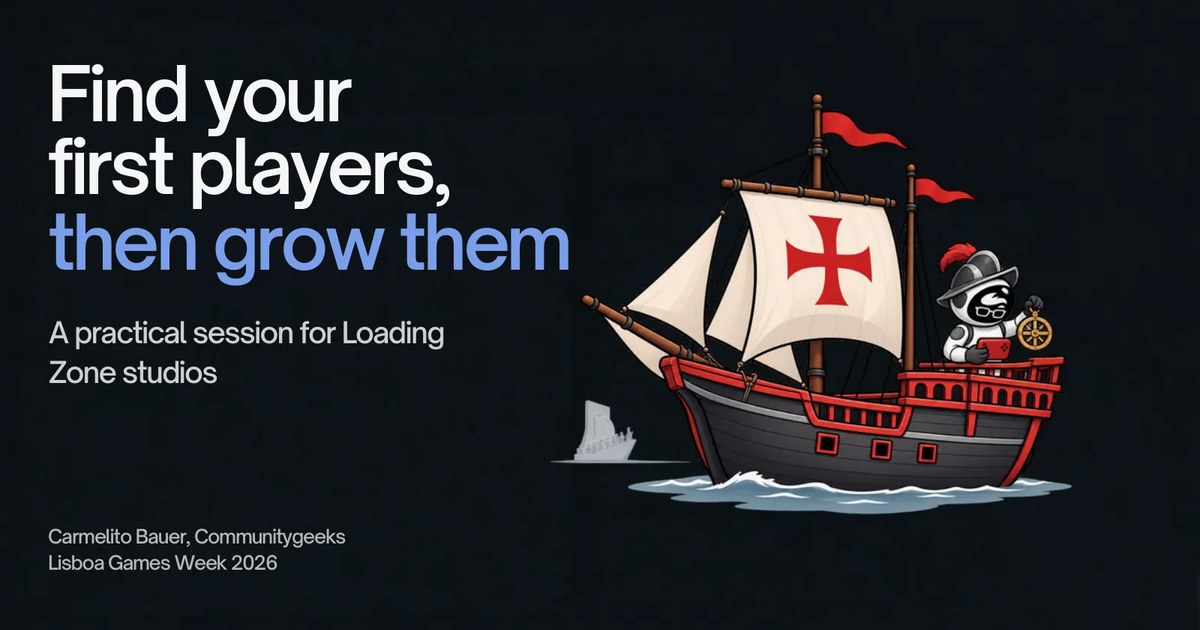 Find your
first players,
then grow them
A practical session for Loading
Zone studios
Carmelito Bauer, Communitygeeks
Lisboa Games Week 2026